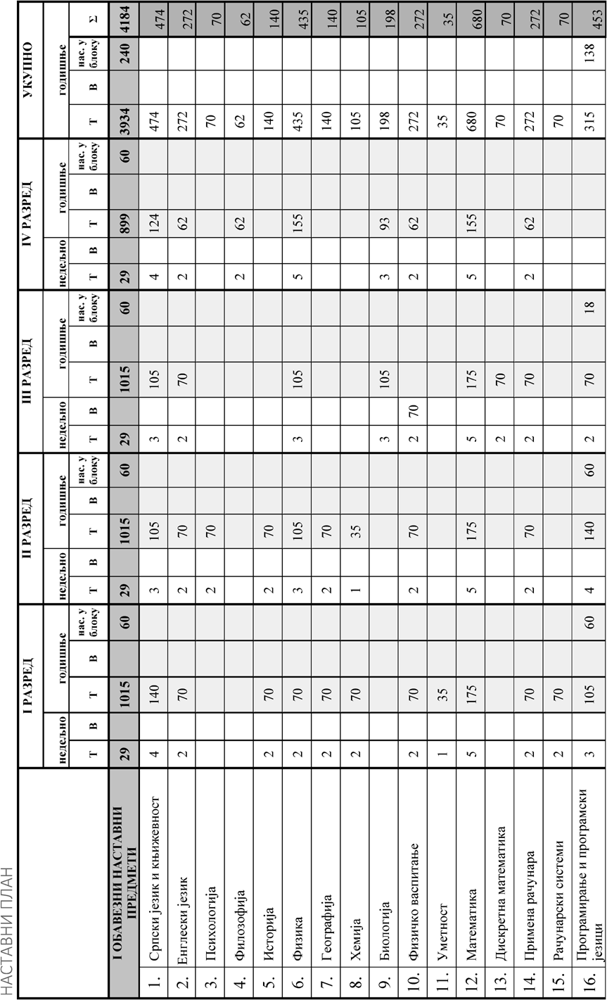 НАСТАВНИ ПЛАН
I РАЗРЕД II РАЗРЕД III РАЗРЕД IV РАЗРЕД УКУПНО
недељно годишње недељно годишње недељно годишње недељно годишње годишње
Т В Т В нас. у блоку Т В Т В нас. у блоку Т В Т В нас. у блоку Т В Т В нас. у блоку Т В нас. у блоку Σ
I ОБАВЕЗНИ НАСТАВНИ ПРЕДМЕТИ 29 1015 60 29 1015 60 29 1015 60 29 899 60 3934 240 4184
1. Српски језик и књижевност 4 140 3 105 3 105 4 124 474 474
2. Енглески језик 2 70 2 70 2 70 2 62 272 272
3. Психологија 2 70 70 70
4. Филозофија 2 62 62 62
5. Историја 2 70 2 70 140 140
6. Физика 2 70 3 105 3 105 5 155 435 435
7. Географија 2 70 2 70 140 140
8. Хемија 2 70 1 35 105 105
9. Биологија 3 105 3 93 198 198
10. Физичко васпитање 2 70 2 70 2 70 2 62 272 272
11. Уметност 1 35 35 35
12. Математика 5 175 5 175 5 175 5 155 680 680
13. Дискретна математика 2 70 70 70
14. Примена рачунара 2 70 2 70 2 70 2 62 272 272
15. Рачунарски системи 2 70 70 70
16. Програмирање и програмски језици 3 105 60 4 140 60 2 70 18 315 138 453